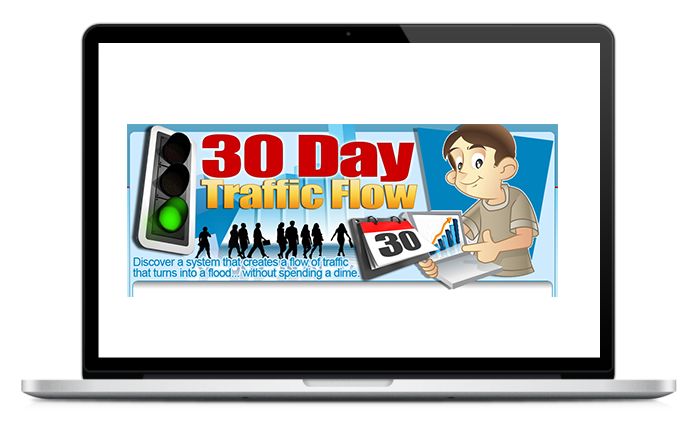 30 Day
Traffic Flow
30
Discover a system that creates a flow of traffic
that turns into a flood... without spending a dime.